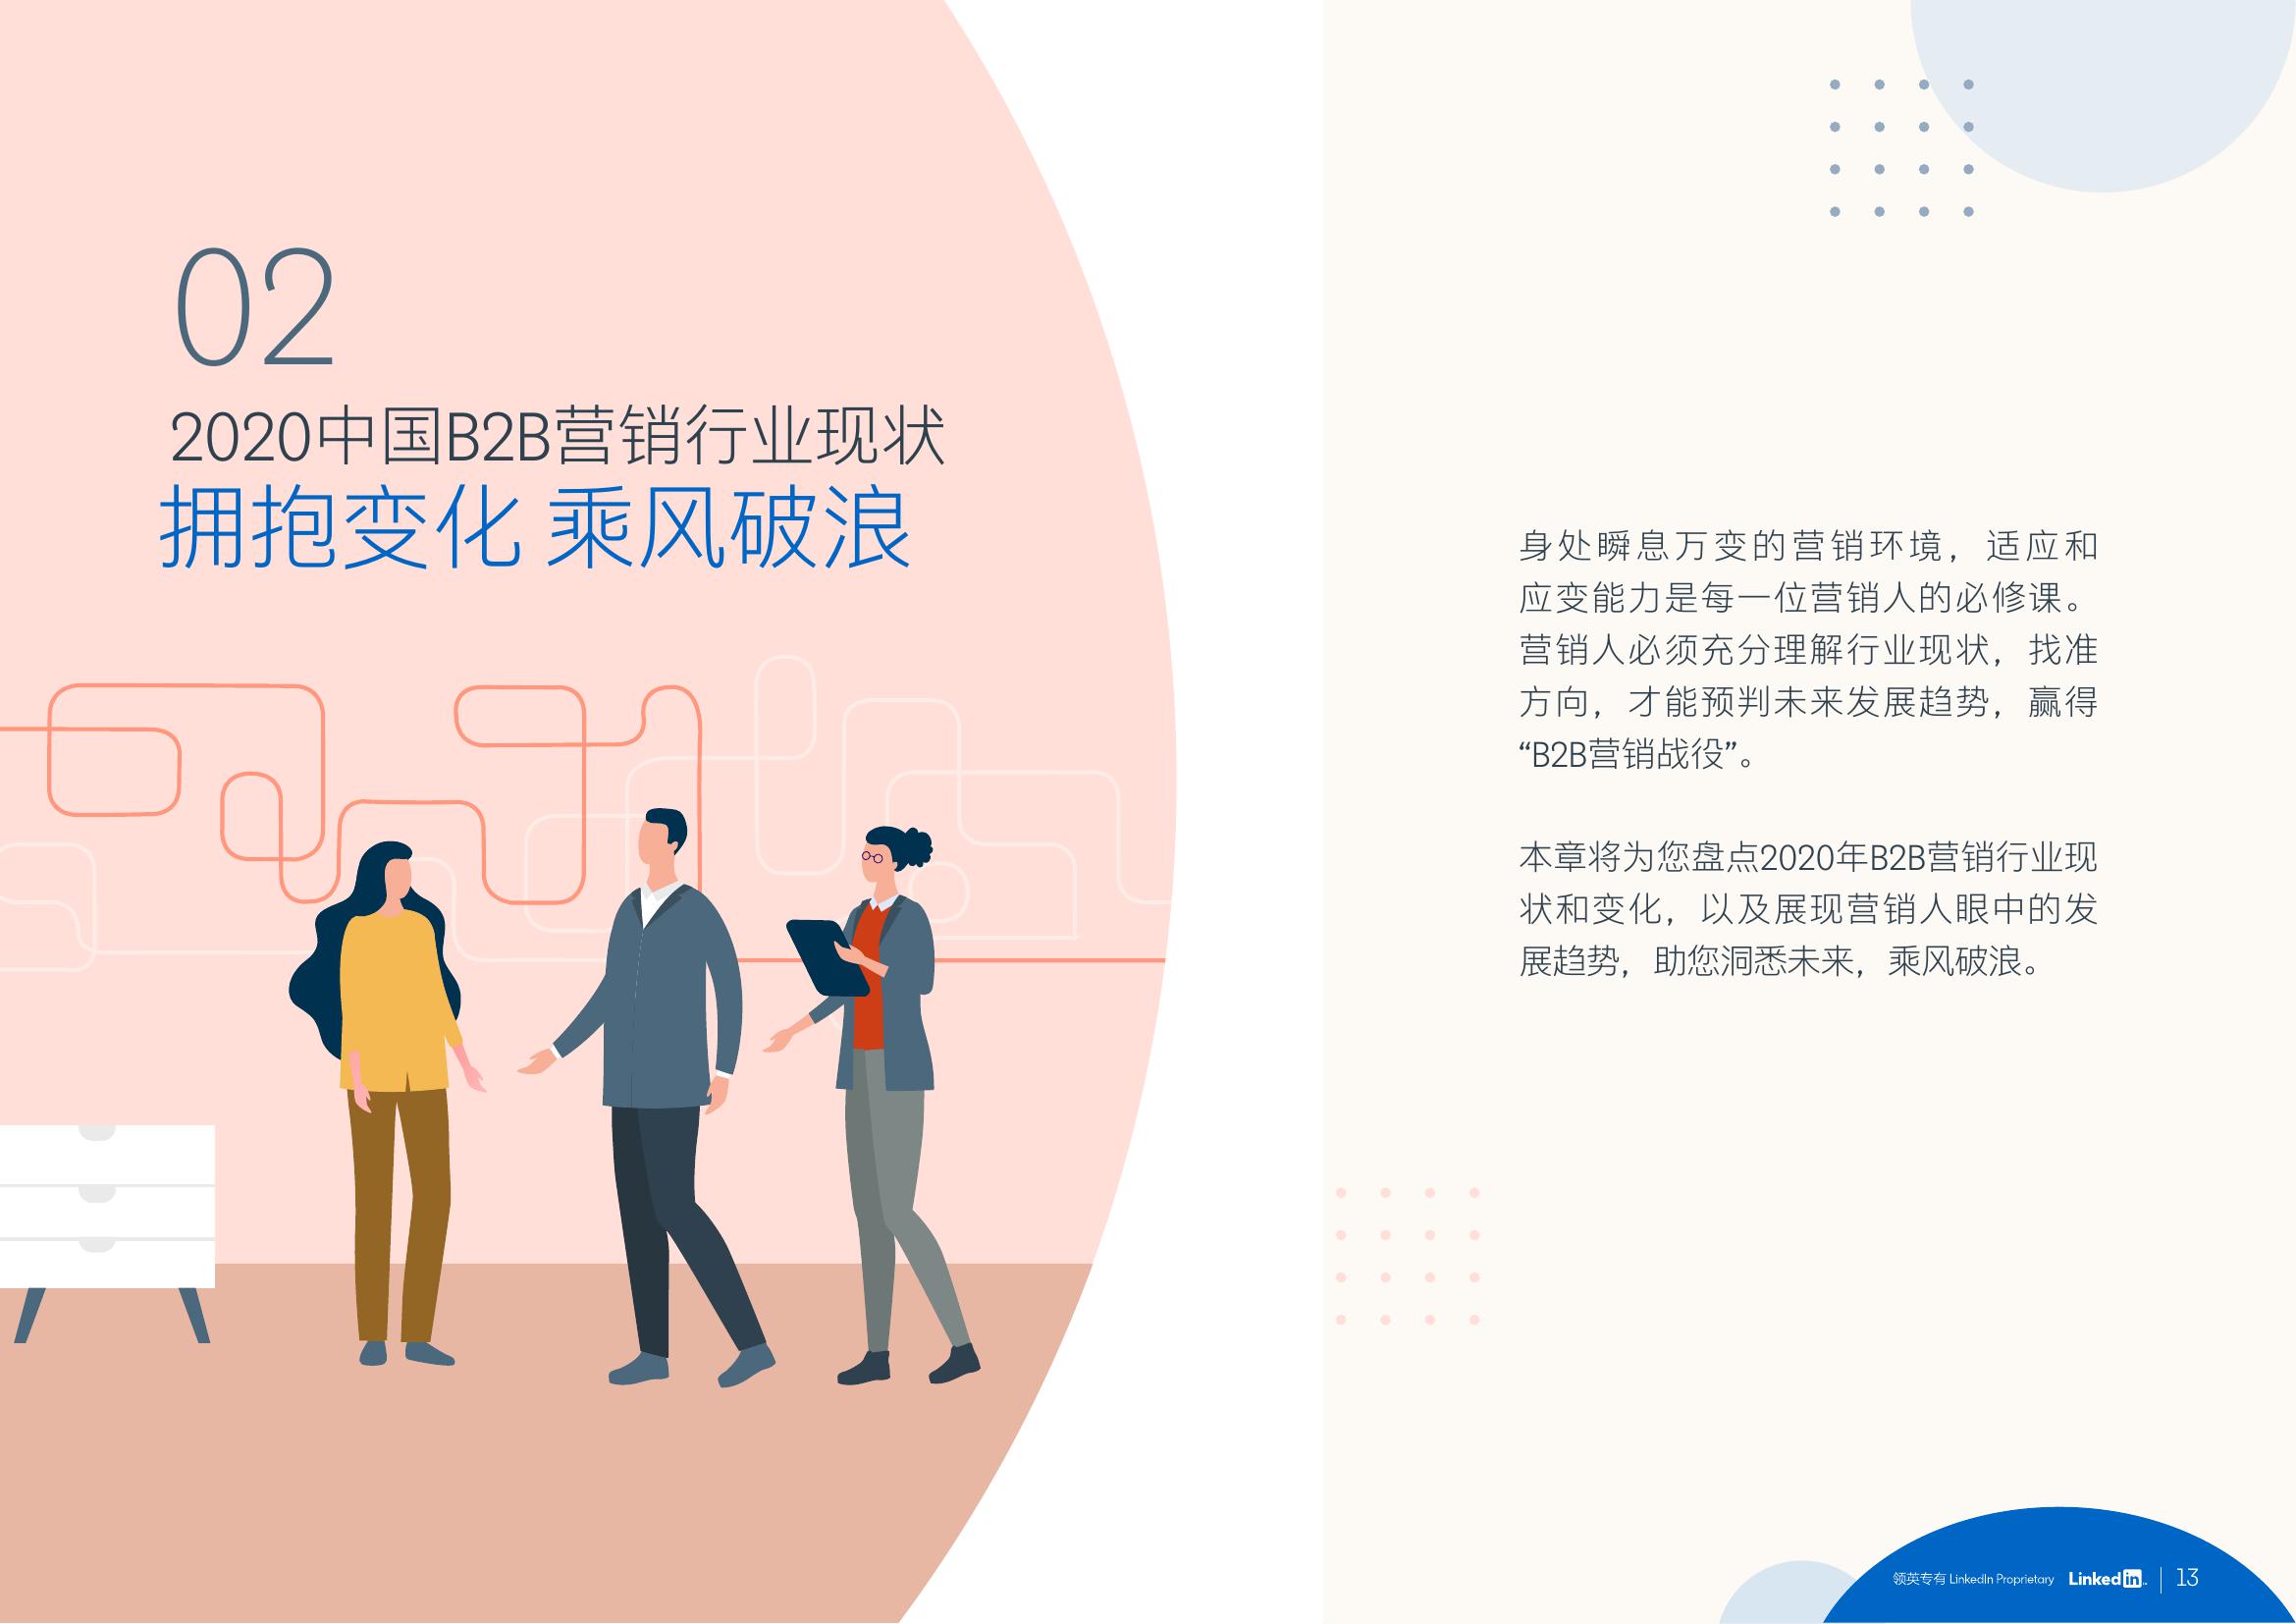 02
2020中国B2B营销行业现状
拥抱变化 乘风破浪
身处瞬息万变的营销环境，适应和
应变能力是每一位营销人的必修课。
营销人必须充分理解行业现状，找准
方向，才能预判未来发展趋势，赢得
“B2B营销战役”。
本章将为您盘点2020年B2B营销行业现
状和变化，以及展现营销人眼中的发
展趋势，助您洞悉未来，乘风破浪。
领英专有 LinkedIn Proprietary LinkedIn 13